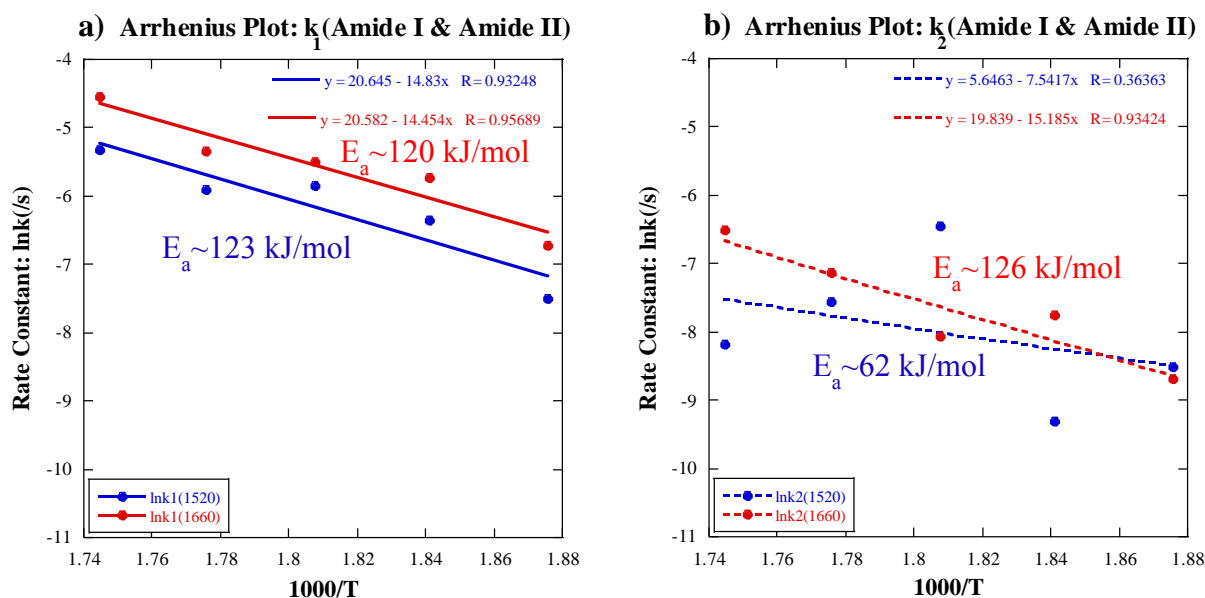 a) Arrhenius Plot: k1(Amide I & Amide II)
-4
-5
-6
-7
-8
-9
-10
-11
Rate Constant: lnk(/s)
y = 20.645 - 14.83x R= 0.93248
y = 20.582 - 14.454x R= 0.95689
Ea~120 kJ/mol
Ea~123 kJ/mol
lnk1(1520)
lnk1(1660)
1.74 1.76 1.78 1.8 1.82 1.84 1.86 1.88
1000/T
b) Arrhenius Plot: k2(Amide I & Amide II)
-4
-5
-6
-7
-8
-9
-10
-11
Rate Constant: lnk(/s)
y = 5.6463 - 7.5417x R= 0.36363
y = 19.839 - 15.185x R= 0.93424
Ea~126 kJ/mol
Ea~62 kJ/mol
lnk2(1520)
lnk2(1660)
1.74 1.76 1.78 1.8 1.82 1.84 1.86 1.88
1000/T